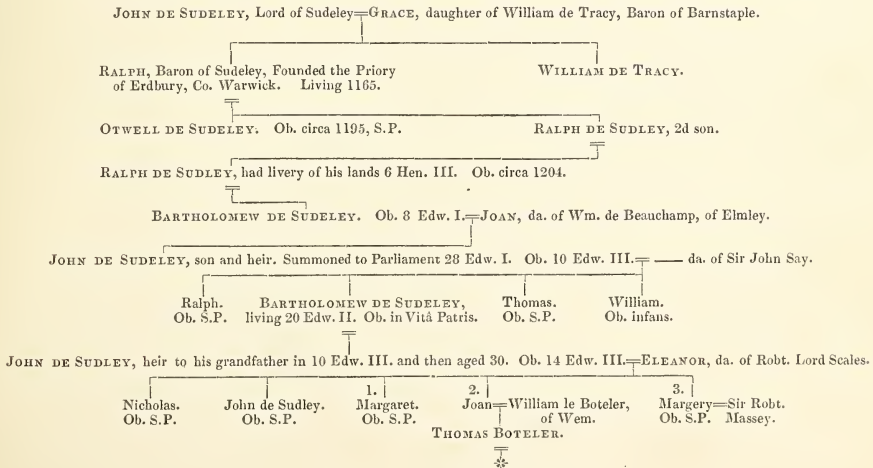 JOHN DE SUDELEY, Lord of Sudeley=GRACE, daughter of William de Tracy, Baron of Barnstaple.
RALPH, Baron of Sudeley, Founded the Priory
of Erdbury, Co. Warwick. Living 1165.
WILLIAM DE TRACY.
OTWELL DE SUDELEY. Ob. circa 1195, S.P.
RALPH DE SUDLEY, 2d son.
RALPH DE SUDLEY, had livery of his lands 6 Hen. III. Ob. circa 1204.
BARTHOLOMEW DE SUDELEY. Ob. 8 Edw. I.=JOAN, da. of Wm. de Beauchamp, of Elmley.
JOHN DE SUDELEY, son and heir. Summoned to Parliament 28 Edw. I. Ob. 10 Edw. III.= —— da. of Sir John Say.
Ralph.
Ob. S.P.
BARTHOLOMEW DE SUDELEY,
living 20 Edw. II. Ob. in Vitâ Patris.
Thomas.
Ob. S.P.
William.
Ob. infans.
JOHN DE SUDLEY, heir to his grandfather in 10 Edw. III. and then aged 30. Ob. 14 Edw. III.=ELEANOR, da. of Robt. Lord Scales.
Nicholas.
Ob. S.P.
John de Sudley.
Ob. S.P.
1.
Margaret.
Ob. S.P.
2.
Joan=William le Boteler,
of Wem.
3.
Margery=Sir Robt.
Ob. S.P. Massey.
THOMAS BOTELER.